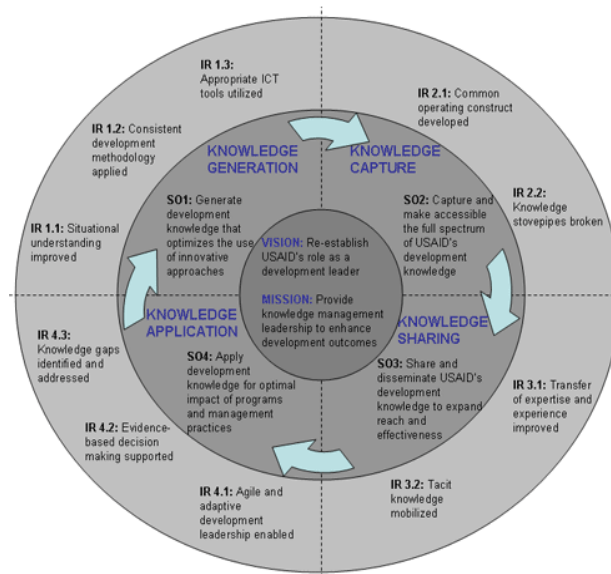 IR 1.3:
Appropriate ICT
tools utilized
IR 1.2: Consistent
development
methodology
applied
IR 1.1: Situational
understanding
improved
KNOWLEDGE
GENERATION
SO1: Generate
development
knowledge that
optimizes the use
of innovative
approaches
IR 2.1: Common
operating construct
developed
IR 2.2:
Knowledge
stovepipes broken
KNOWLEDGE
CAPTURE
SO2: Capture and
make accessible
the full spectrum
of USAID's
development
knowledge
VISION: Re-establish
USAID's role as a
development leader
MISSION: Provide
knowledge management
leadership to enhance
development outcomes
KNOWLEDGE
SHARING
SO3: Share and
disseminate USAID's
development
knowledge to expand
reach and
effectiveness
IR 3.1: Transfer
of expertise and
experience
improved
IR 3.2: Tacit
knowledge
mobilized
KNOWLEDGE
APPLICATION
SO4: Apply
development
knowledge for optimal
impact of programs
and management
practices
IR 4.1: Agile and
adaptive
development
leadership enabled
IR 4.2: Evidence-
based decision
making supported
IR 4.3:
Knowledge gaps
identified and
addressed